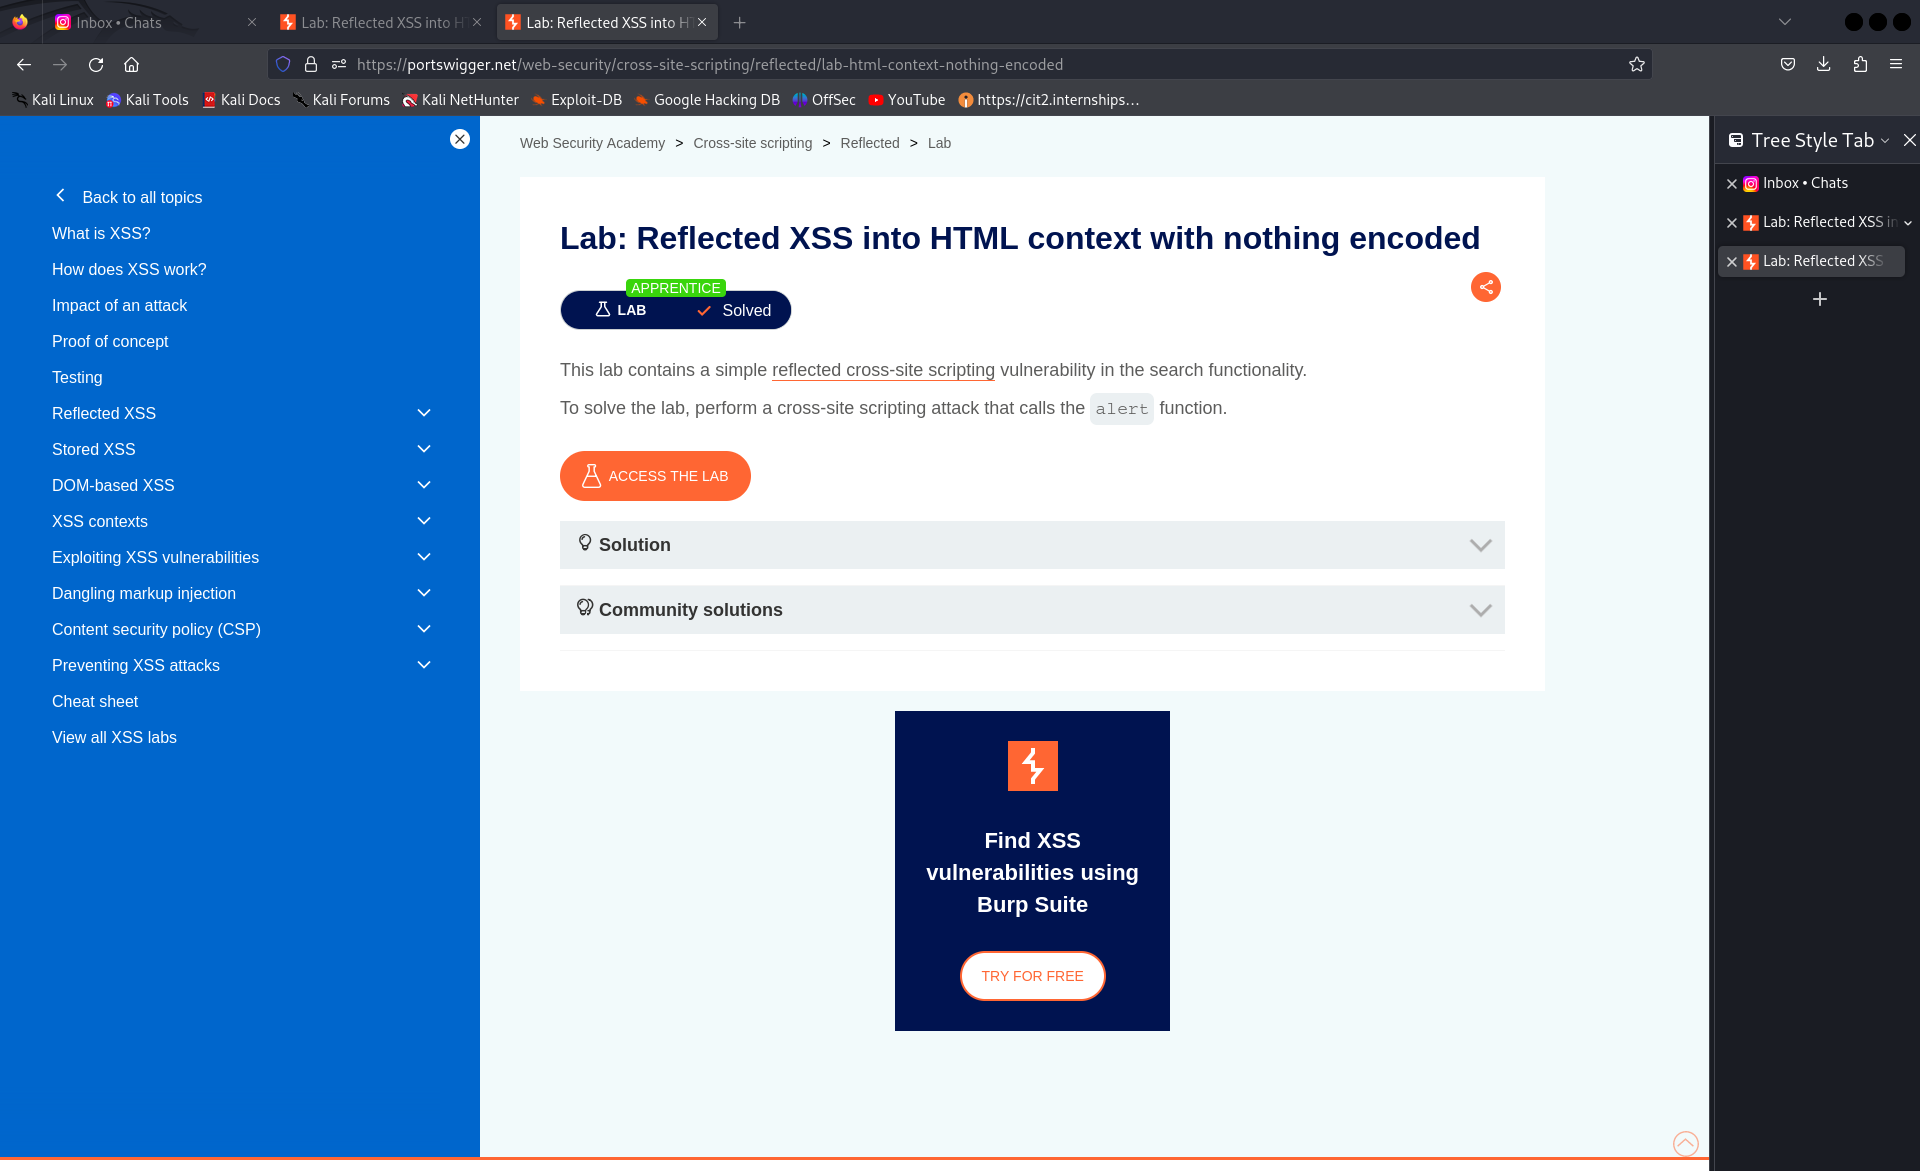 Inbox • Chats
Lab: Reflected XSS into H
Lab: Reflected XSS into H
https://portswigger.net/web-security/cross-site-scripting/reflected/lab-html-context-nothing-encoded
Kali Linux Kali Tools Kali Docs Kali Forums Kali NetHunter Exploit-DB Google Hacking DB OffSec YouTube https://cit2.internships…
Back to all topics
What is XSS?
How does XSS work?
Impact of an attack
Proof of concept
Testing
Reflected XSS
Stored XSS
DOM-based XSS
XSS contexts
Exploiting XSS vulnerabilities
Dangling markup injection
Content security policy (CSP)
Preventing XSS attacks
Cheat sheet
View all XSS labs
Web Security Academy > Cross-site scripting > Reflected > Lab
Lab: Reflected XSS into HTML context with nothing encoded
APPRENTICE
LAB Solved
This lab contains a simple reflected cross-site scripting vulnerability in the search functionality.
To solve the lab, perform a cross-site scripting attack that calls the alert function.
ACCESS THE LAB
Solution
Community solutions
Find XSS
vulnerabilities using
Burp Suite
TRY FOR FREE
Tree Style Tab
Inbox • Chats
Lab: Reflected XSS in
Lab: Reflected XSS